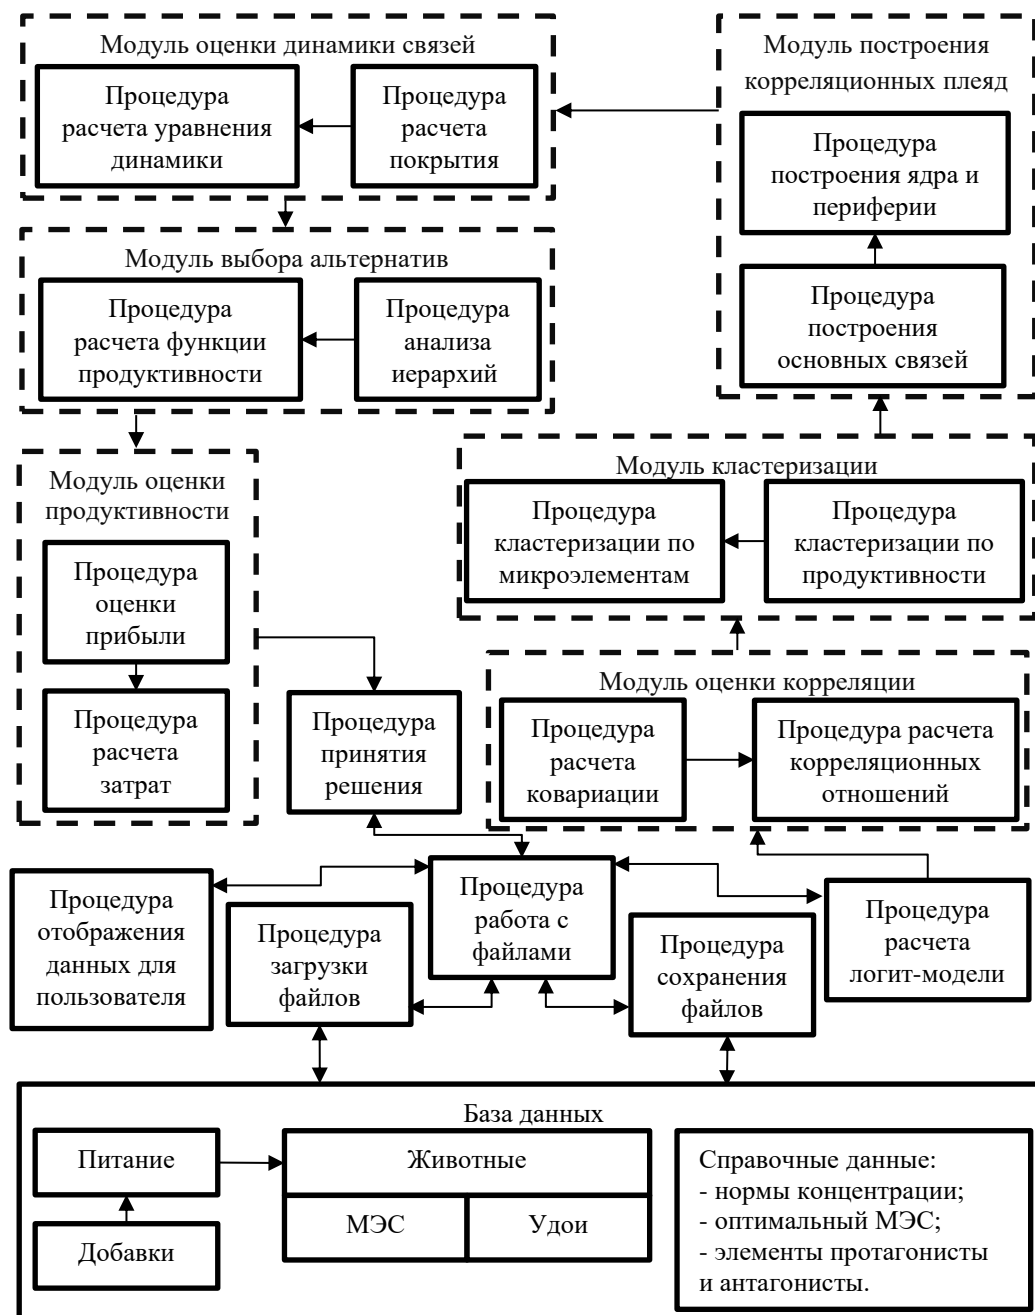 Модуль оценки динамики связей
Процедура
расчета уравнения
динамики
Процедура
расчета
покрытия
Модуль построения
корреляционных плеяд
Процедура
построения ядра и
периферии
Процедура
построения
основных связей
Модуль выбора альтернатив
Процедура
расчета функции
продуктивности
Процедура
анализа
иерархий
Модуль оценки
продуктивности
Процедура
оценки
прибыли
Процедура
расчета
затрат
Модуль кластеризации
Процедура
кластеризации по
микроэлементам
Процедура
кластеризации по
продуктивности
Процедура
принятия
решения
Модуль оценки корреляции
Процедура
расчета
ковариации
Процедура расчета
корреляционных
отношений
Процедура
отображения
данных для
пользователя
Процедура
загрузки
файлов
Процедура
работа с
файлами
Процедура
сохранения
файлов
Процедура
расчета
логит-модели
База данных
Питание
Добавки
Животные
МЭС
Удои
Справочные данные:
- нормы концентрации;
- оптимальный МЭС;
- элементы протагонисты
и антагонисты.